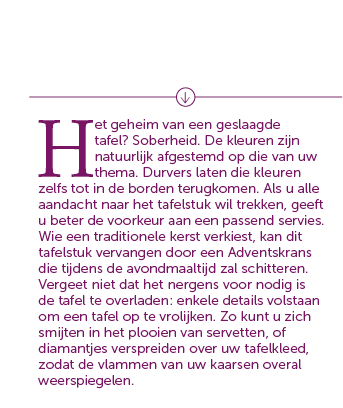 Het geheim van een geslaagde
tafel? Soberheid. De kleuren zijn
natuurlijk afgestemd op die van uw
thema. Durvers laten die kleuren
zelfs tot in de borden terugkomen. Als u alle
aandacht naar het tafelstuk wil trekken, geeft
u beter de voorkeur aan een passend servies.
Wie een traditionele kerst verkiest, kan dit
tafelstuk vervangen door een Adventskrans
die tijdens de avondmaaltijd zal schitteren.
Vergeet niet dat het nergens voor nodig is
de tafel te overladen: enkele details volstaan
om een tafel op te vrolijken. Zo kunt u zich
smijten in het plooien van servetten, of
diamantjes verspreiden over uw tafelkleed,
zodat de vlammen van uw kaarsen overal
weerspiegelen.